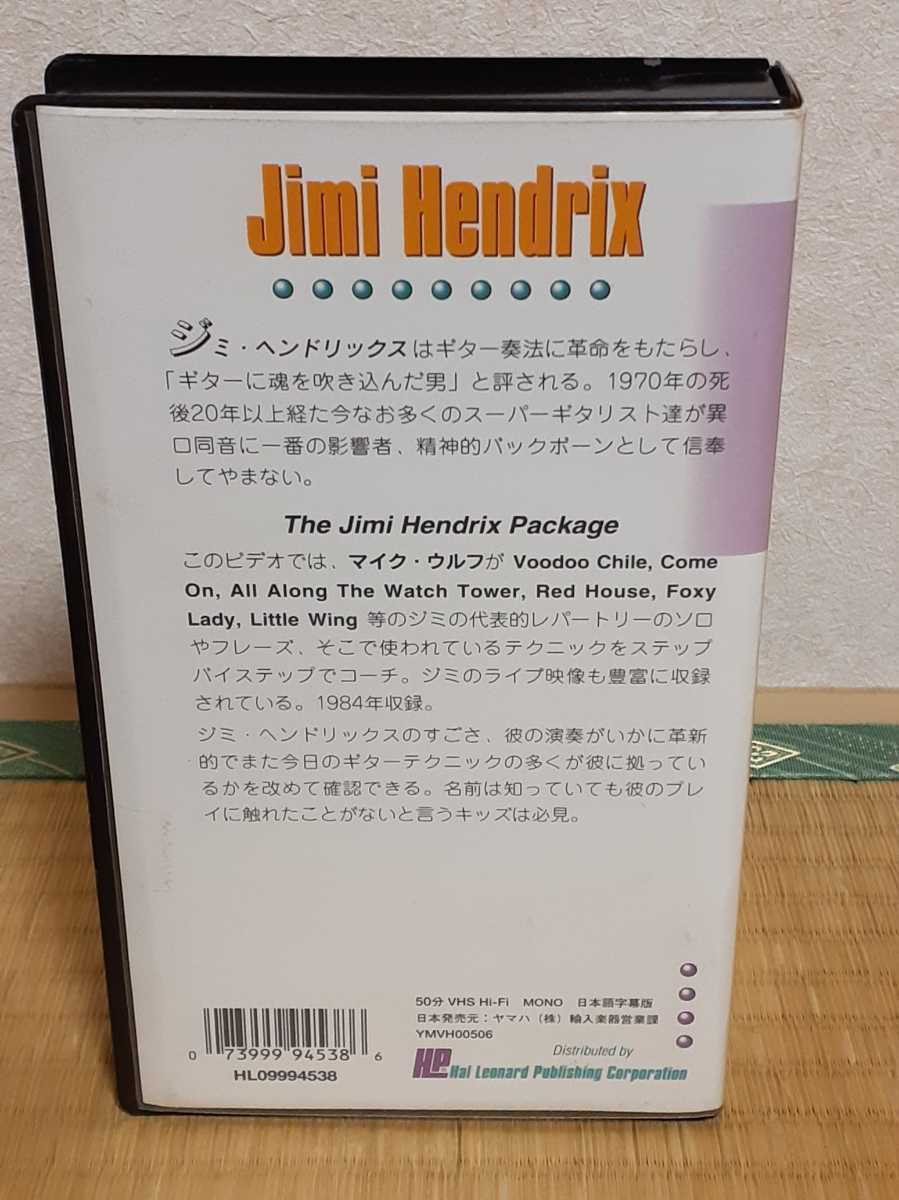 Jimi Hendrix
ジミ・ヘンドリックスはギター奏法に革命をもたらし、
「ギターに魂を吹き込んだ男」と評される。1970年の死
後20年以上経た今なお多くのスーパーギタリスト達が異
口同音に一番の影響者、精神的バックボーンとして信奉
してやまない。
The Jimi Hendrix Package
このビデオでは、マイク・ウルフが Voodoo Chile, Come
On, All Along The Watch Tower, Red House, Foxy
Lady, Little Wing 等のジミの代表的レパートリーのソロ
やフレーズ、そこで使われているテクニックをステップ
バイステップでコーチ。ジミのライブ映像も豊富に収録
されている。1984年収録。
ジミ・ヘンドリックスのすごさ、彼の演奏がいかに革新
的でまた今日のギターテクニックの多くが彼に拠ってい
るかを改めて確認できる。名前は知っていても彼のプレ
イに触れたことがないと言うキッズは必見。
50分 VHS Hi-Fi MONO 日本語字幕版
日本発売元：ヤマハ（株）輸入楽器営業課
YMVH00506
0 73999 94538 6
HL09994538
Distributed by
HL® Hal Leonard Publishing Corporation